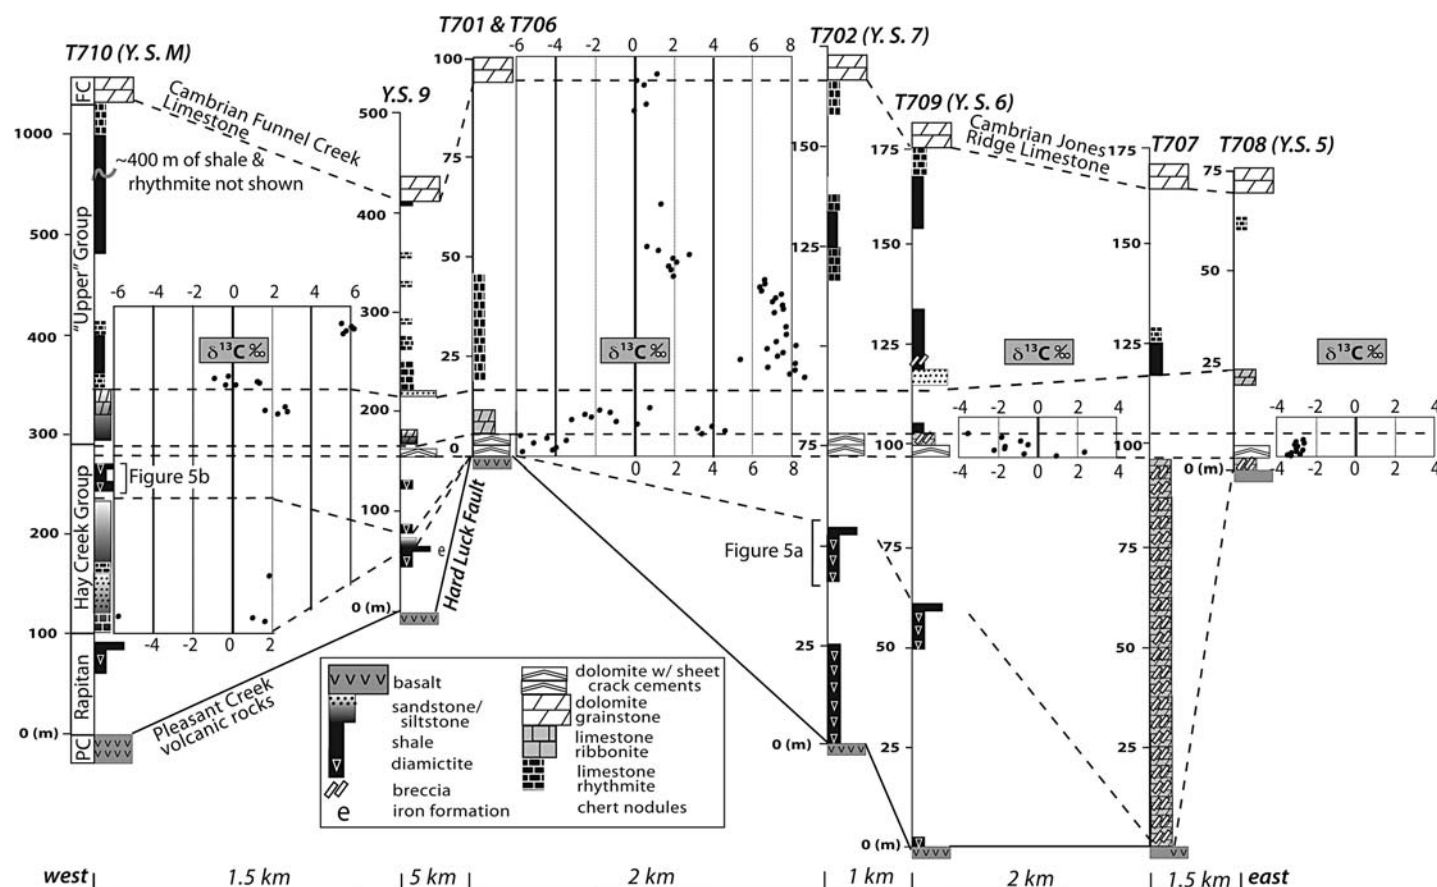 T710 (Y. S. M)
Y.S. 9
T701 & T706
T702 (Y. S. 7)
T709 (Y. S. 6)
T707
T708 (Y.S. 5)
FC
"Upper" Group
Hay Creek Group
Rapitan
PC
1000
500
400
300
200
100
0 (m)
~400 m of shale &
rhythmite not shown
Cambrian Funnel Creek
Limestone
-6 -4 -2 0 2 4 6
δ13C ‰
-4 -2 0 2
Figure 5b
Pleasant Creek
volcanic rocks
500
400
300
200
100
0 (m)
e
Hard Luck Fault
100
75
50
25
0
-6 -4 -2 0 2 4 6 8
δ13C ‰
-6 -4 -2 0 2 4 6 8
150
125
75
Figure 5a
25
0 (m)
175
150
125
100
75
50
25
0 (m)
Cambrian Jones
Ridge Limestone
δ13C ‰
-4 -2 0 2 4
-4 -2 0 2 4
175
150
125
100
75
50
25
0 (m)
75
50
25
0 (m)
δ13C ‰
-4 -2 0 2 4
basalt
sandstone/
siltstone
shale
diamictite
breccia
e iron formation
dolomite w/ sheet
crack cements
dolomite
grainstone
limestone
ribbonite
limestone
rhythmite
chert nodules
west 1.5 km 5 km 2 km 1 km 2 km 1.5 km east